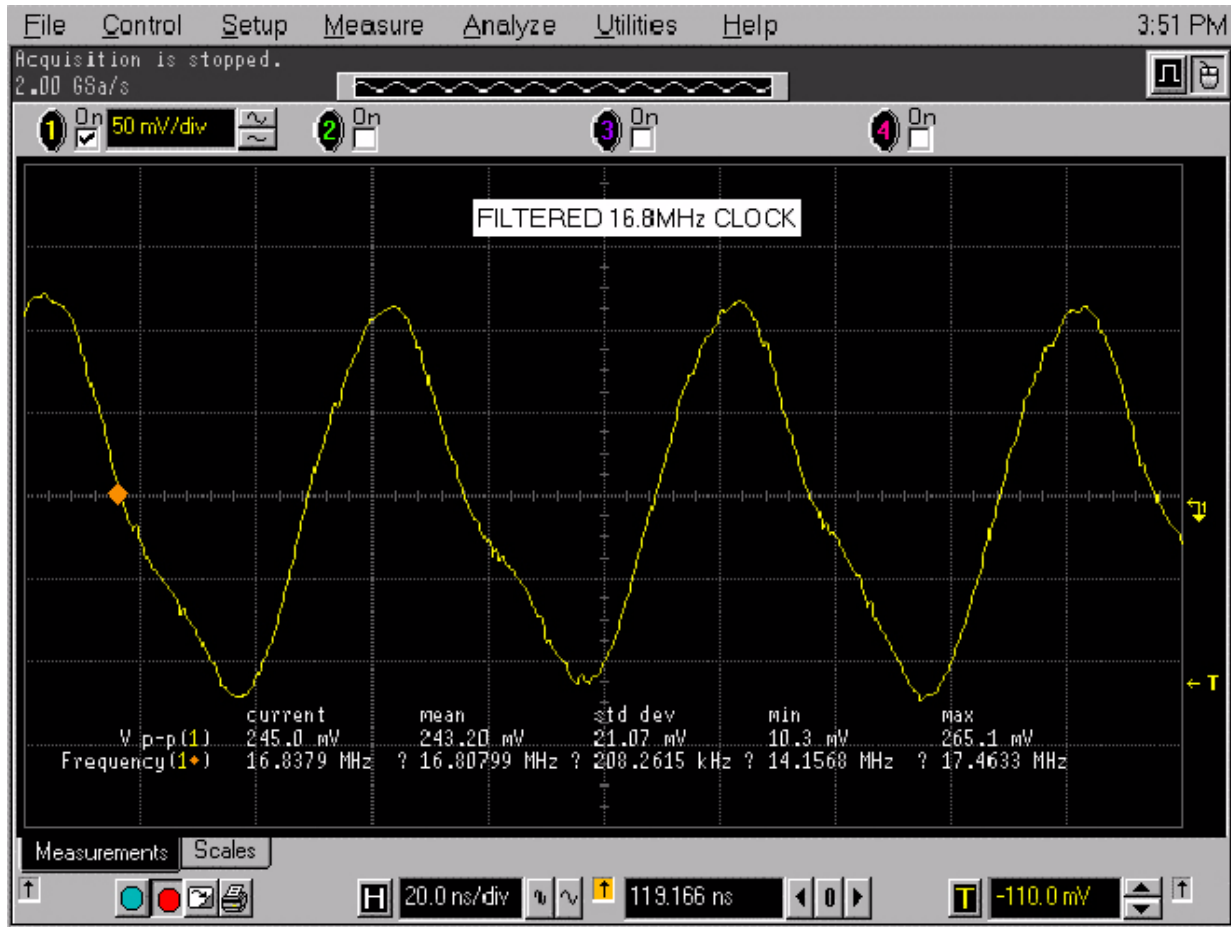 File Control Setup Measure Analyze Utilities Help 3:51 PM
Acquisition is stopped.
2.00 GSa/s
1 On 50 mV/div 2 On 3 On 4 On
FILTERED 16.8MHz CLOCK
1
T
current mean std dev min max
V p-p(1) 245.0 mV 243.20 mV 21.07 mV 10.3 mV 265.1 mV
Frequency(1♦) 16.8379 MHz ? 16.80799 MHz ? 208.2615 kHz ? 14.1568 MHz ? 17.4633 MHz
Measurements Scales
H 20.0 ns/div 119.166 ns 0 T -110.0 mV